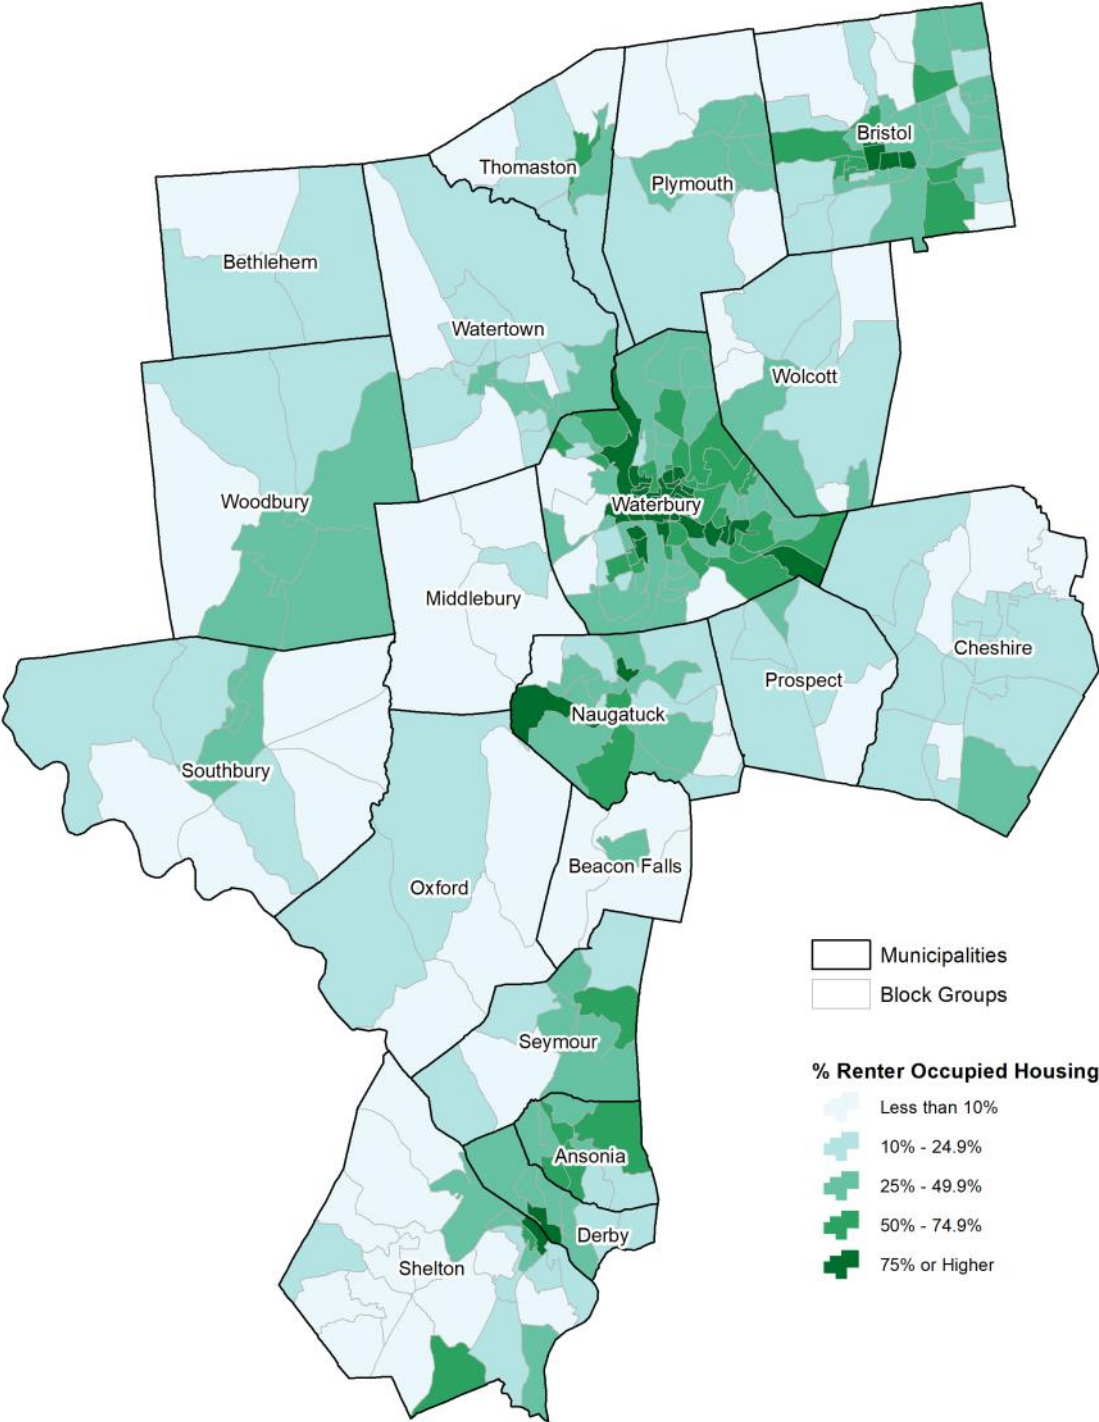 Bristol
Thomaston
Plymouth
Bethlehem
Watertown
Wolcott
Woodbury
Waterbury
Middlebury
Cheshire
Prospect
Naugatuck
Southbury
Beacon Falls
Oxford
Municipalities
Block Groups
Seymour
% Renter Occupied Housing
Less than 10%
10% - 24.9%
Ansonia
25% - 49.9%
50% - 74.9%
Derby
Shelton
75% or Higher